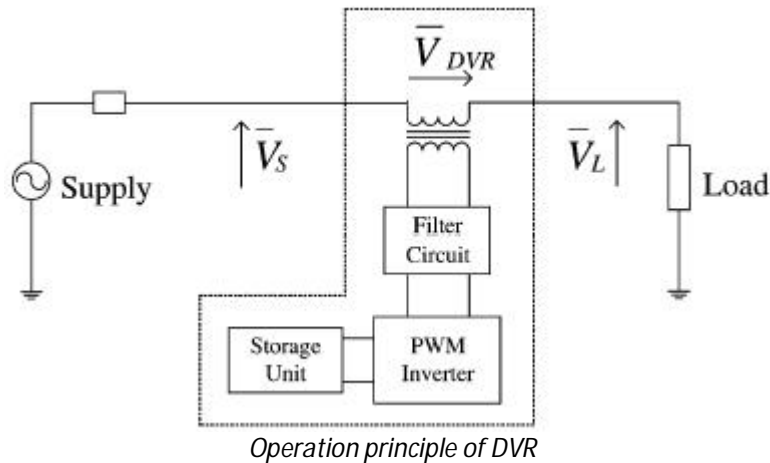 V̅ DVR
V̅S
V̅L
Supply
Load
Filter
Circuit
Storage
Unit
PWM
Inverter
Operation principle of DVR